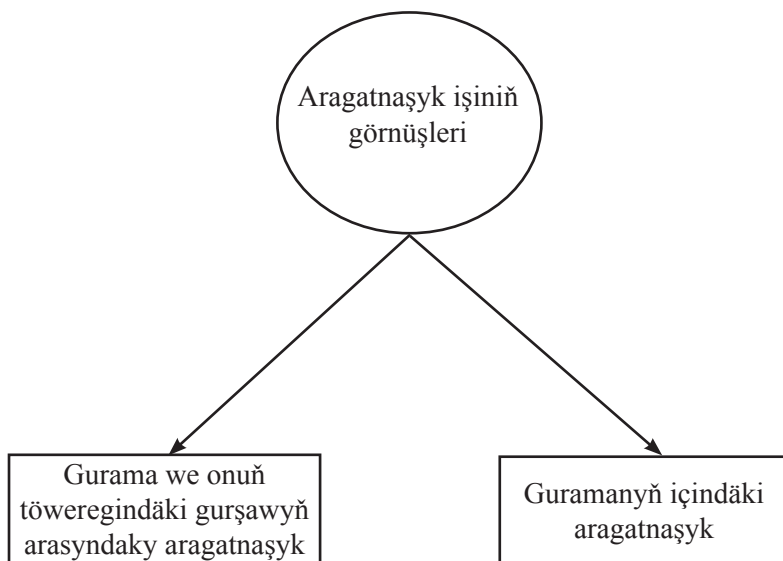 Aragatnaşyk işiniň
görnüşleri
Gurama we onuň
töweregindäki gurşawyň
arasyndaky aragatnaşyk
Guramanyň içindäki
aragatnaşyk